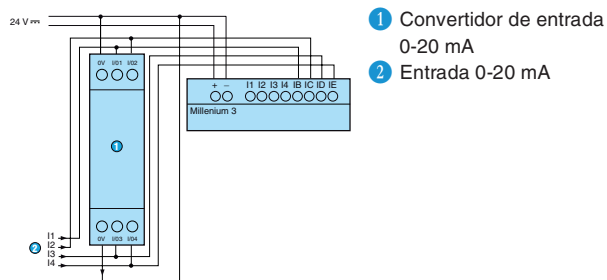 24 V
0V I/01 I/02
+ − I1 I2 I3 I4 IB IC ID IE
Millenium 3
1
0V I/03 I/04
2
I1
I2
I3
I4
1 Convertidor de entrada
0-20 mA
2 Entrada 0-20 mA